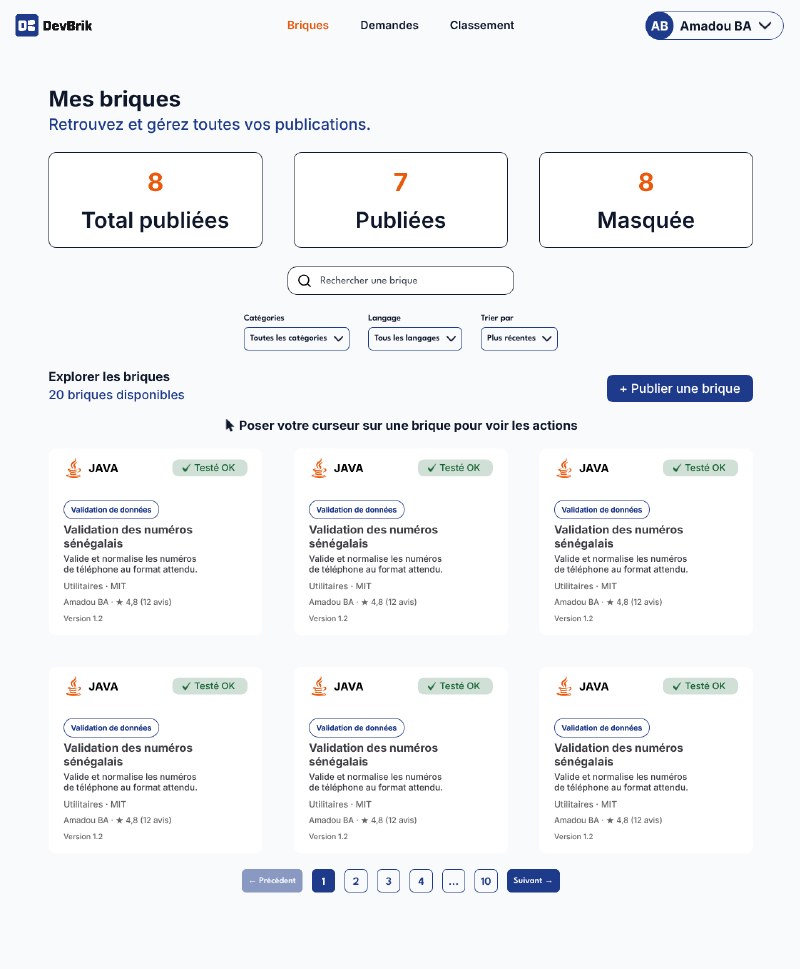 DevBrik
Briques Demandes Classement
AB Amadou BA
Mes briques
Retrouvez et gérez toutes vos publications.
8
Total publiées
7
Publiées
8
Masquée
Rechercher une brique
Catégories Langage Trier par
Toutes les catégories Tous les langages Plus récentes
Explorer les briques
20 briques disponibles
+ Publier une brique
Poser votre curseur sur une brique pour voir les actions
JAVA ✓ Testé OK
Validation de données
Validation des numéros
sénégalais
Valide et normalise les numéros
de téléphone au format attendu.
Utilitaires · MIT
Amadou BA · ★ 4,8 (12 avis)
Version 1.2
JAVA ✓ Testé OK
Validation de données
Validation des numéros
sénégalais
Valide et normalise les numéros
de téléphone au format attendu.
Utilitaires · MIT
Amadou BA · ★ 4,8 (12 avis)
Version 1.2
JAVA ✓ Testé OK
Validation de données
Validation des numéros
sénégalais
Valide et normalise les numéros
de téléphone au format attendu.
Utilitaires · MIT
Amadou BA · ★ 4,8 (12 avis)
Version 1.2
JAVA ✓ Testé OK
Validation de données
Validation des numéros
sénégalais
Valide et normalise les numéros
de téléphone au format attendu.
Utilitaires · MIT
Amadou BA · ★ 4,8 (12 avis)
Version 1.2
JAVA ✓ Testé OK
Validation de données
Validation des numéros
sénégalais
Valide et normalise les numéros
de téléphone au format attendu.
Utilitaires · MIT
Amadou BA · ★ 4,8 (12 avis)
Version 1.2
JAVA ✓ Testé OK
Validation de données
Validation des numéros
sénégalais
Valide et normalise les numéros
de téléphone au format attendu.
Utilitaires · MIT
Amadou BA · ★ 4,8 (12 avis)
Version 1.2
← Précédent 1 2 3 4 ... 10 Suivant →